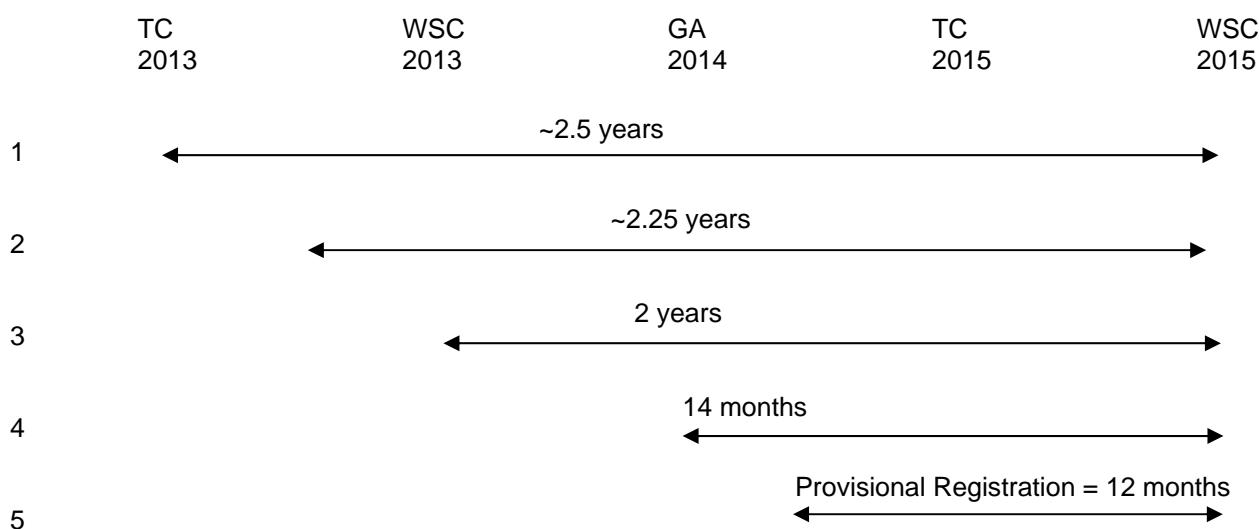 TC WSC GA TC WSC
2013 2013 2014 2015 2015
~2.5 years
1
~2.25 years
2
2 years
3
14 months
4
Provisional Registration = 12 months
5